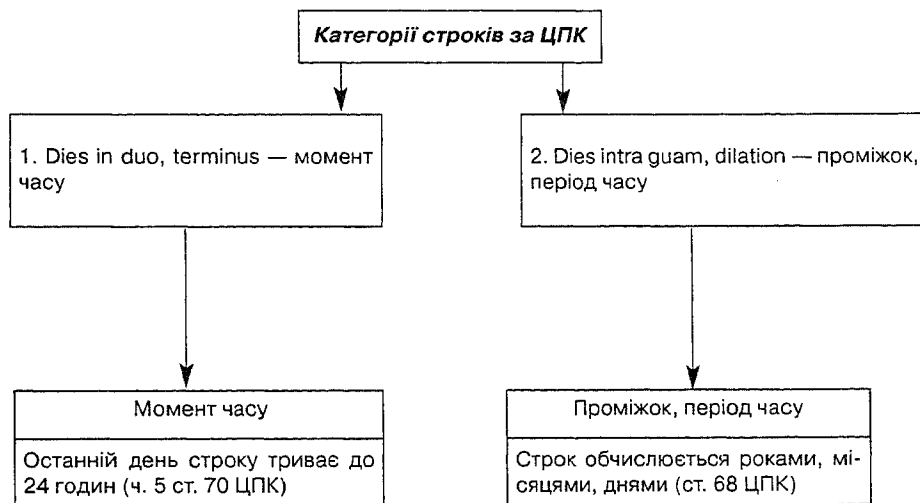 Категорії строків за ЦПК
1. Dies in duo, terminus — момент
часу
2. Dies intra guam, dilation — проміжок,
період часу
Момент часу
Останній день строку триває до
24 годин (ч. 5 ст. 70 ЦПК)
Проміжок, період часу
Строк обчислюється роками, мі-
сяцями, днями (ст. 68 ЦПК)